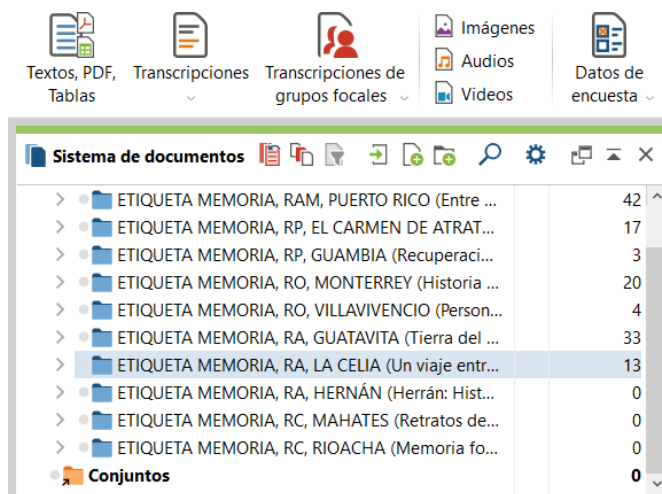 Textos, PDF, Tablas
Transcripciones
Transcripciones de grupos focales
Imágenes
Audios
Videos
Datos de encuesta
Sistema de documentos
ETIQUETA MEMORIA, RAM, PUERTO RICO (Entre ... 42
ETIQUETA MEMORIA, RP, EL CARMEN DE ATRAT... 17
ETIQUETA MEMORIA, RP, GUAMBIA (Recuperaci... 3
ETIQUETA MEMORIA, RO, MONTERREY (Historia ... 20
ETIQUETA MEMORIA, RO, VILLAVIVENCIO (Person... 4
ETIQUETA MEMORIA, RA, GUATAVITA (Tierra del ... 33
ETIQUETA MEMORIA, RA, LA CELIA (Un viaje entr... 13
ETIQUETA MEMORIA, RA, HERNÁN (Herrán: Hist... 0
ETIQUETA MEMORIA, RC, MAHATES (Retratos de... 0
ETIQUETA MEMORIA, RC, RIOACHA (Memoria fo... 0
Conjuntos 0